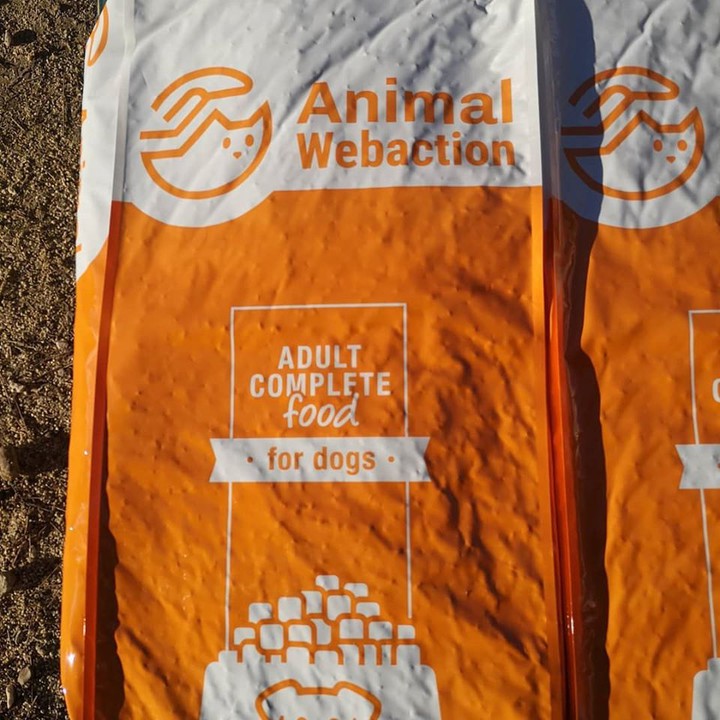 Animal
Webaction
ADULT
COMPLETE
food
· for dogs ·